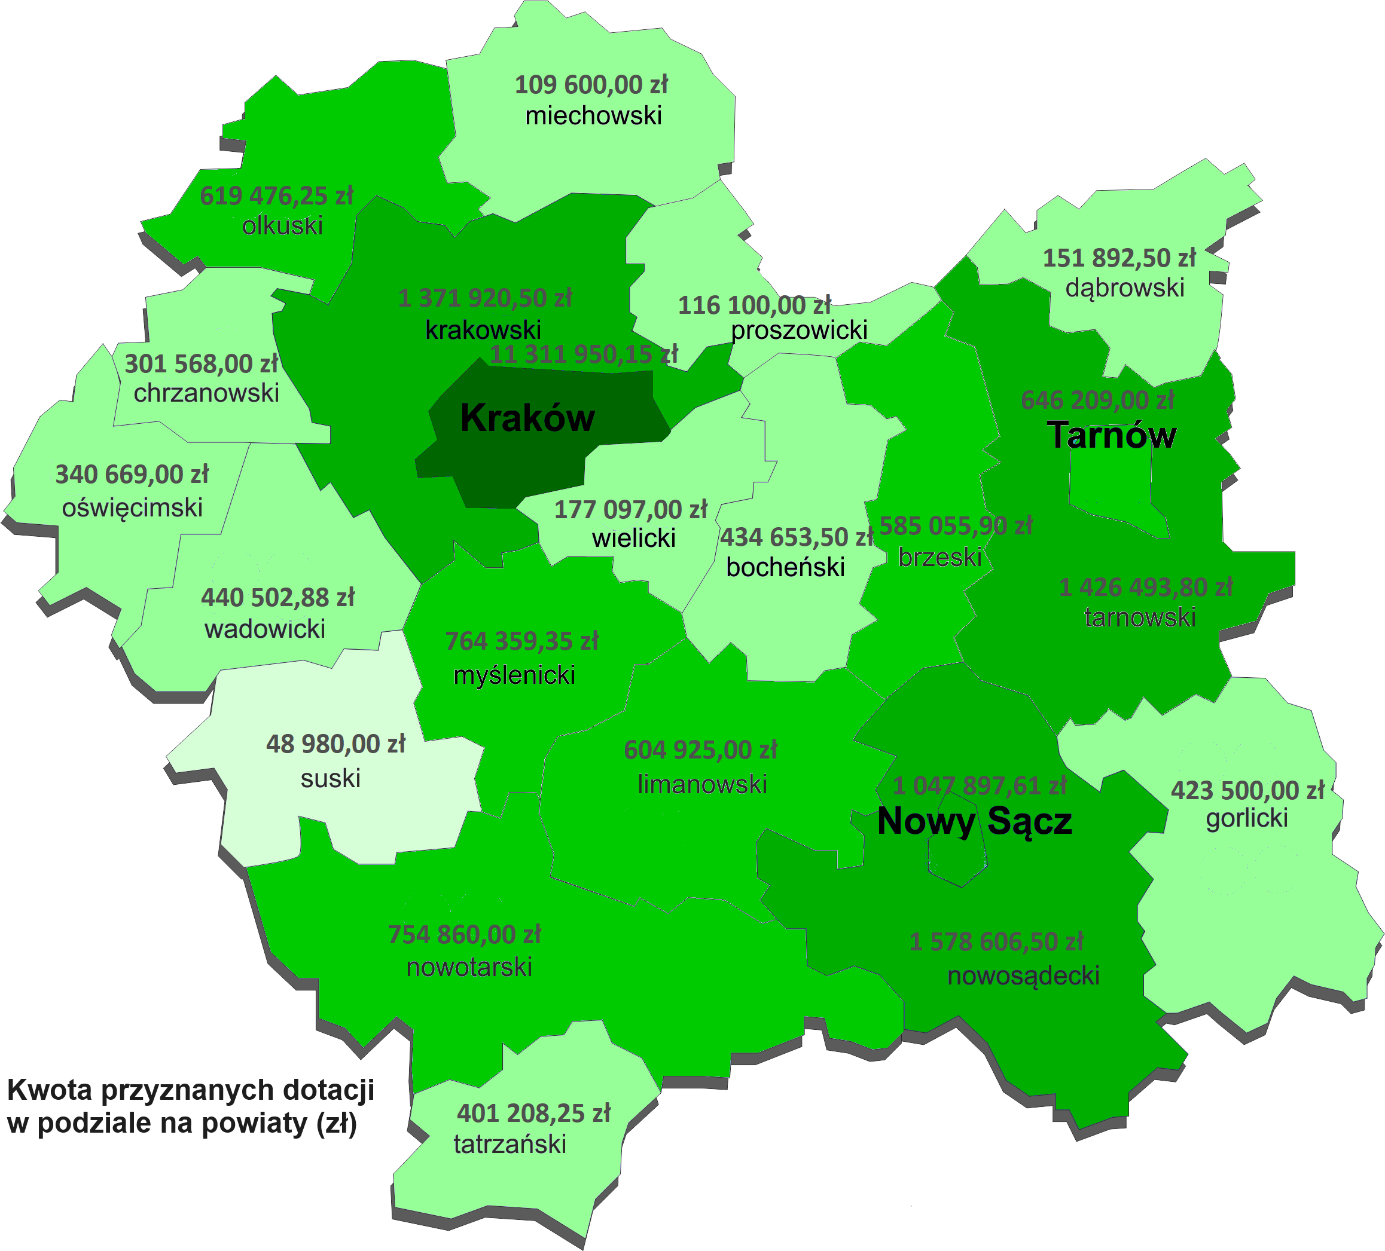 109 600,00 zł
miechowski
619 476,25 zł
olkuski
151 892,50 zł
dąbrowski
1 371 920,50 zł
krakowski
116 100,00 zł
proszowicki
11 311 950,15 zł
Kraków
301 568,00 zł
chrzanowski
646 209,00 zł
Tarnów
340 669,00 zł
oświęcimski
177 097,00 zł
wielicki
434 653,50 zł
bocheński
585 055,90 zł
brzeski
440 502,88 zł
wadowicki
1 426 493,80 zł
tarnowski
764 359,35 zł
myślenicki
48 980,00 zł
suski
604 925,00 zł
limanowski
1 047 897,61 zł
Nowy Sącz
423 500,00 zł
gorlicki
754 860,00 zł
nowotarski
1 578 606,50 zł
nowosądecki
Kwota przyznanych dotacji
w podziale na powiaty (zł)
401 208,25 zł
tatrzański